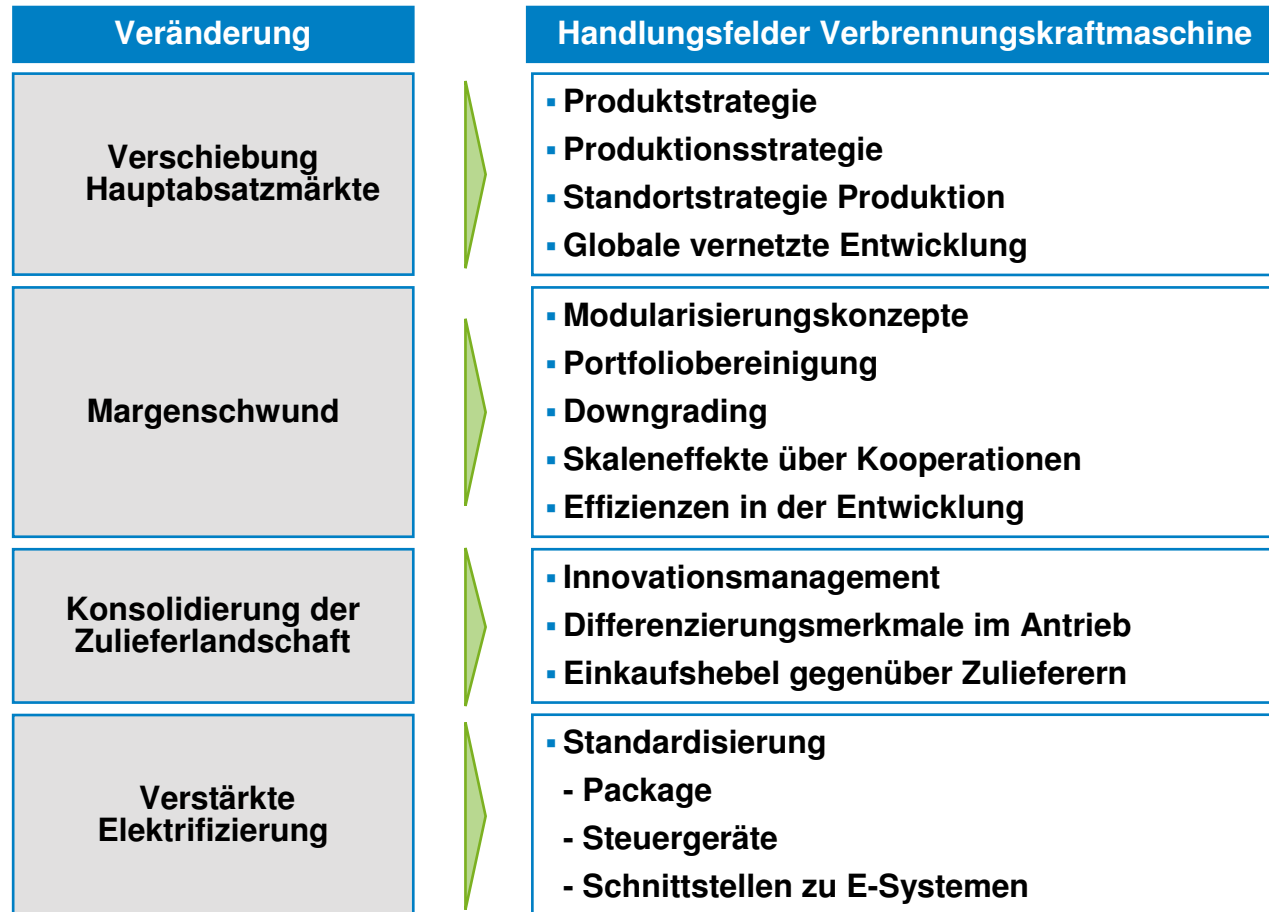 Veränderung
Handlungsfelder Verbrennungskraftmaschine
Verschiebung
Hauptabsatzmärkte
▪ Produktstrategie
▪ Produktionsstrategie
▪ Standortstrategie Produktion
▪ Globale vernetzte Entwicklung
Margenschwund
▪ Modularisierungskonzepte
▪ Portfoliobereinigung
▪ Downgrading
▪ Skaleneffekte über Kooperationen
▪ Effizienzen in der Entwicklung
Konsolidierung der
Zulieferlandschaft
▪ Innovationsmanagement
▪ Differenzierungsmerkmale im Antrieb
▪ Einkaufshebel gegenüber Zulieferern
Verstärkte
Elektrifizierung
▪ Standardisierung
- Package
- Steuergeräte
- Schnittstellen zu E-Systemen